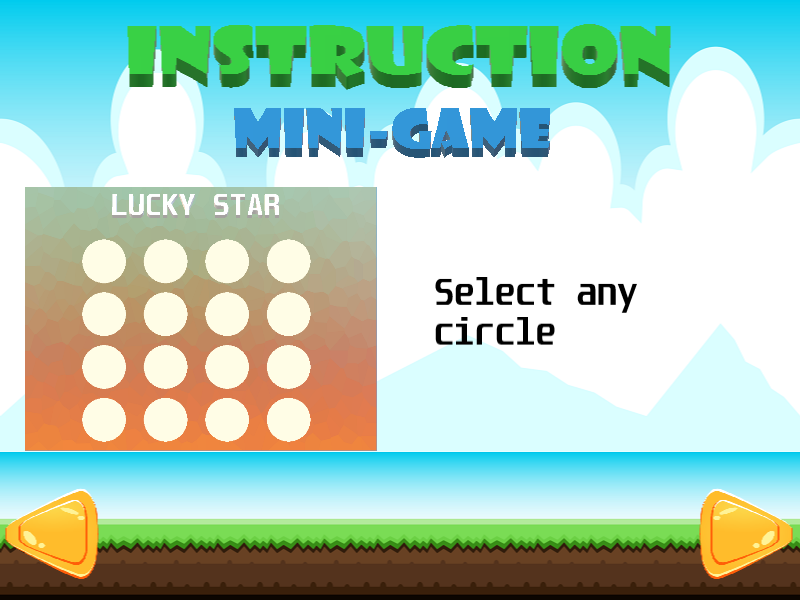 INSTRUCTION
MINI-GAME
LUCKY STAR
Select any
circle